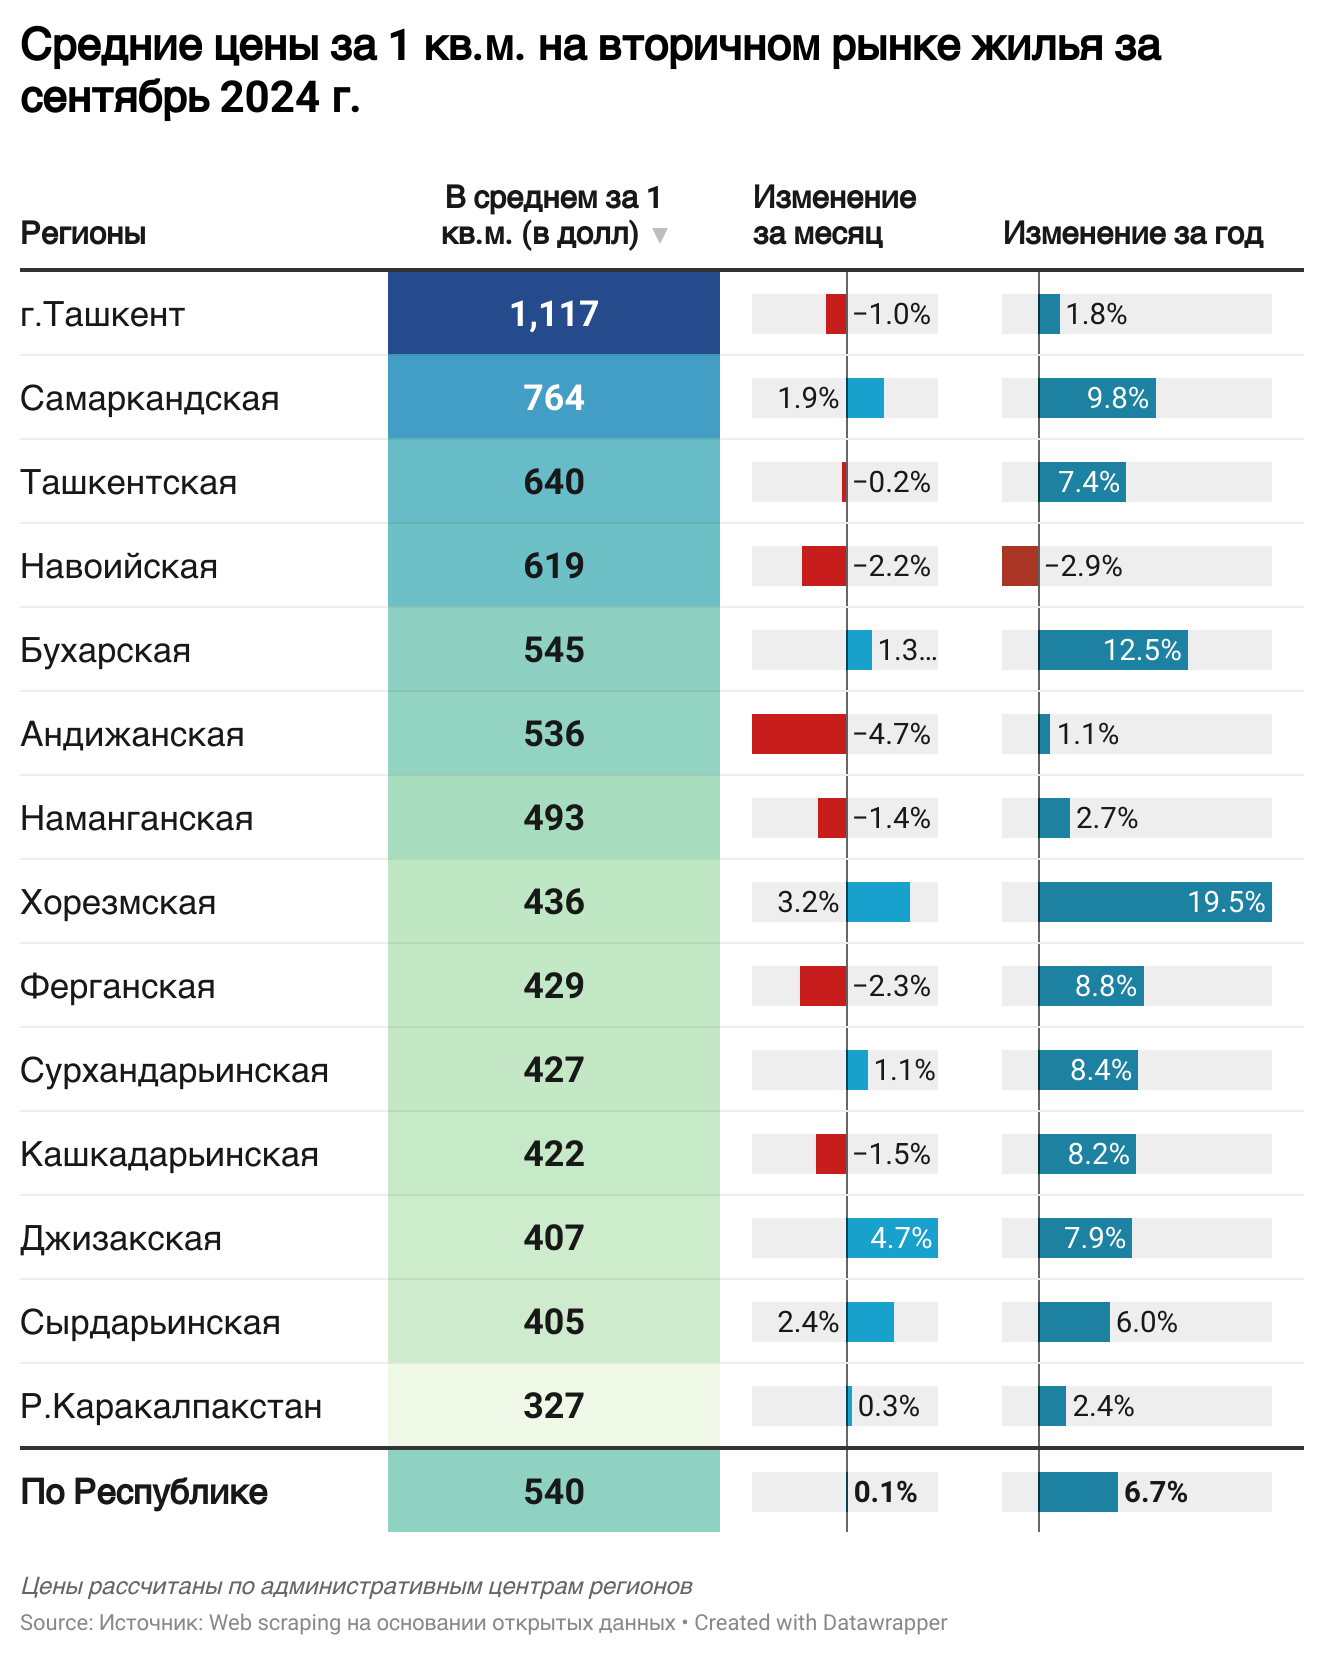 Средние цены за 1 кв.м. на вторичном рынке жилья за
сентябрь 2024 г.
Регионы
В среднем за 1
кв.м. (в долл) ▼
Изменение
за месяц
Изменение за год
г.Ташкент 1,117 −1.0% 1.8%
Самаркандская 764 1.9% 9.8%
Ташкентская 640 −0.2% 7.4%
Навоийская 619 −2.2% −2.9%
Бухарская 545 1.3... 12.5%
Андижанская 536 −4.7% 1.1%
Наманганская 493 −1.4% 2.7%
Хорезмская 436 3.2% 19.5%
Ферганская 429 −2.3% 8.8%
Сурхандарьинская 427 1.1% 8.4%
Кашкадарьинская 422 −1.5% 8.2%
Джизакская 407 4.7% 7.9%
Сырдарьинская 405 2.4% 6.0%
Р.Каракалпакстан 327 0.3% 2.4%
По Республике 540 0.1% 6.7%
Цены рассчитаны по административным центрам регионов
Source: Источник: Web scraping на основании открытых данных • Created with Datawrapper